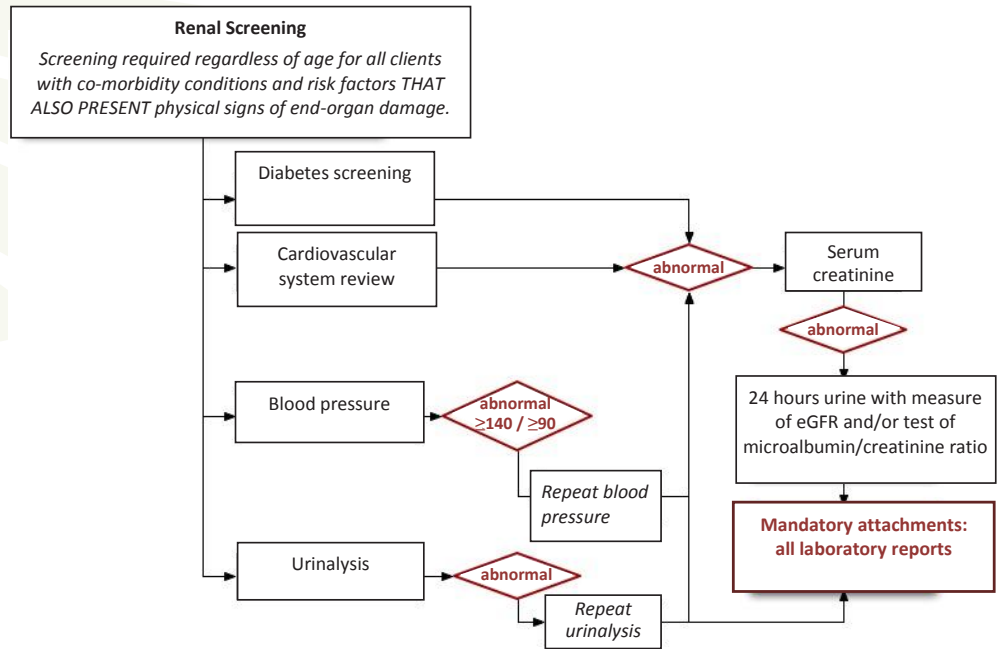 Renal Screening
Screening required regardless of age for all clients
with co-morbidity conditions and risk factors THAT
ALSO PRESENT physical signs of end-organ damage.
Diabetes screening
Cardiovascular
system review
abnormal
Serum
creatinine
abnormal
Blood pressure
abnormal
≥140 / ≥90
24 hours urine with measure
of eGFR and/or test of
microalbumin/creatinine ratio
Repeat blood
pressure
Mandatory attachments:
all laboratory reports
Urinalysis
abnormal
Repeat
urinalysis